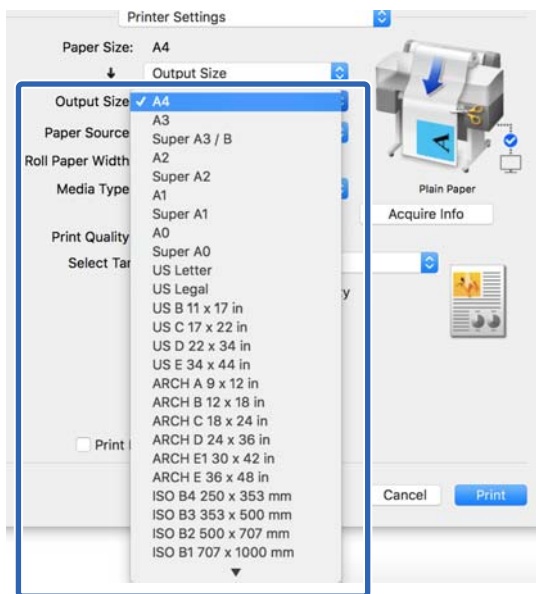 Printer Settings
Paper Size: A4
Output Size
Output Size ✓ A4
A3
Super A3 / B
Paper Source
A2
Roll Paper Width
Super A2
Media Type
A1
Plain Paper
Super A1
Acquire Info
A0
Print Quality
Super A0
Select Tar
US Letter
US Legal
y
US B 11 x 17 in
US C 17 x 22 in
US D 22 x 34 in
US E 34 x 44 in
ARCH A 9 x 12 in
ARCH B 12 x 18 in
ARCH C 18 x 24 in
ARCH D 24 x 36 in
Print
ARCH E1 30 x 42 in
ARCH E 36 x 48 in
ISO B4 250 x 353 mm
Cancel
Print
ISO B3 353 x 500 mm
ISO B2 500 x 707 mm
ISO B1 707 x 1000 mm